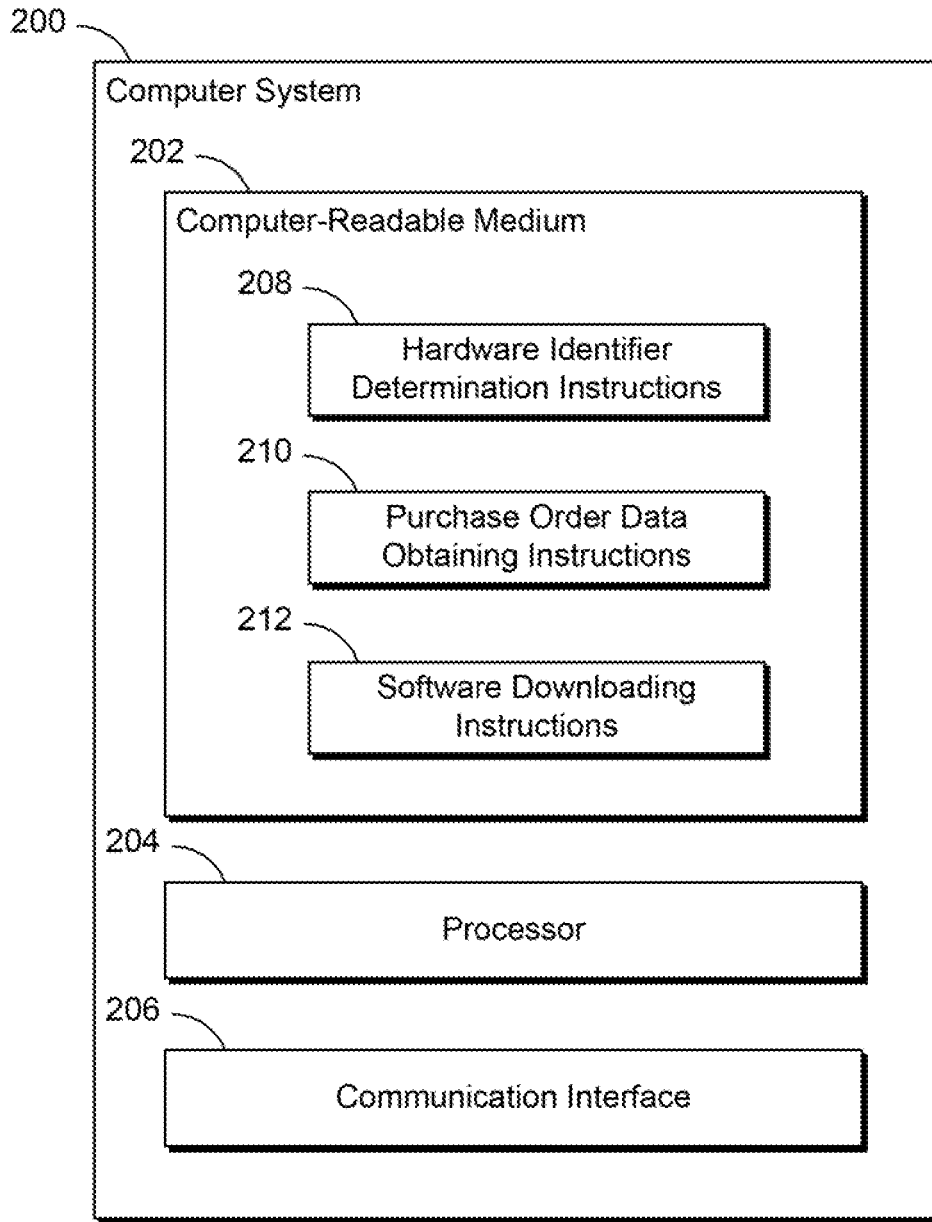 200
Computer System
202
Computer-Readable Medium
208
Hardware Identifier
Determination Instructions
210
Purchase Order Data
Obtaining Instructions
212
Software Downloading
Instructions
204
Processor
206
Communication Interface